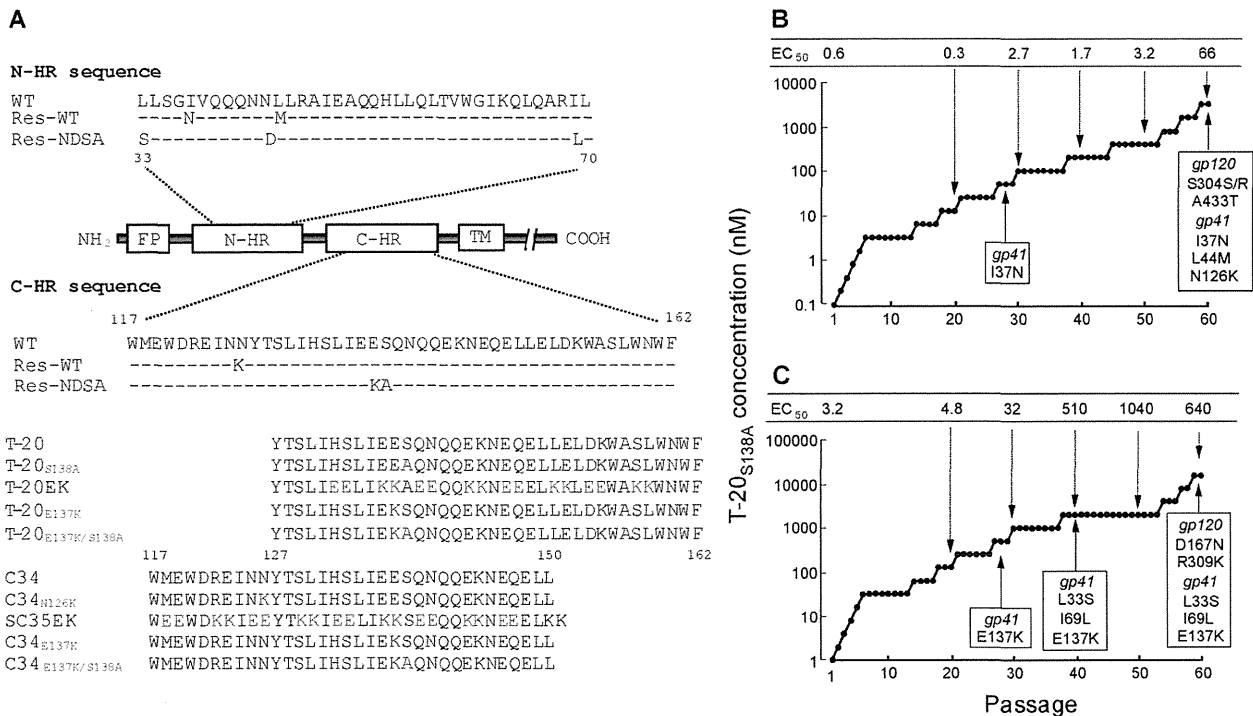 A
N-HR sequence
WT LLSGIVQQQNNLLRAIEAQQHLLQLTVWGIKQLQARIL
Res-WT ----N------M--------------------------
Res-NDSA S---------D-------------------------L-
33 70
NH2 FP N-HR C-HR TM COOH
C-HR sequence
117 162
WT WMEWDREINNYTSLIHSLIEESQNQQEKNEQELLELDKWASLWNWF
Res-WT ---------K------------------------------------
Res-NDSA --------------------KA------------------------
T-20 YTSLIHSLIEESQNQQEKNEQELLELDKWASLWNWF
T-20S138A YTSLIHSLIEEAQNQQEKNEQELLELDKWASLWNWF
T-20EK YTSLIEELIKKAEEQQKKNEEELKKLEEWAKKWNWF
T-20E137K YTSLIHSLIEKSQNQQEKNEQELLELDKWASLWNWF
T-20E137K/S138A YTSLIHSLIEKAQNQQEKNEQELLELDKWASLWNWF
117 127 150 162
C34 WMEWDREINNYTSLIHSLIEESQNQQEKNEQELL
C34N126K WMEWDREINKYTSLIHSLIEESQNQQEKNEQELL
SC35EK WEEWDKKIEEYTKKIEELIKKSEEQQKKNEEELKK
C34E137K WMEWDREINNYTSLIHSLIEKSQNQQEKNEQELL
C34E137K/S138A WMEWDREINNYTSLIHSLIEKAQNQQEKNEQELL
T-20S138A conccentration (nM)
B
EC50 0.6 0.3 2.7 1.7 3.2 66
10000
1000
100
10
1
0.1
gp41
I37N
gp120
S304S/R
A433T
gp41
I37N
L44M
N126K
1 10 20 30 40 50 60
C
EC50 3.2 4.8 32 510 1040 640
100000
10000
1000
100
10
1
gp41
E137K
gp41
L33S
I69L
E137K
gp120
D167N
R309K
gp41
L33S
I69L
E137K
1 10 20 30 40 50 60
Passage